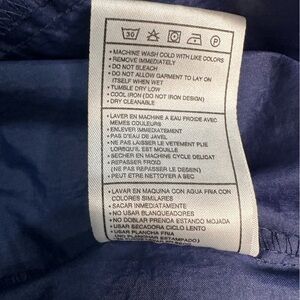 30 P
• MACHINE WASH COLD WITH LIKE COLORS
• REMOVE IMMEDIATELY
• DO NOT BLEACH
• DO NOT ALLOW GARMENT TO LAY ON
ITSELF WHEN WET
• TUMBLE DRY LOW
• COOL IRON (DO NOT IRON DESIGN)
• DRY CLEANABLE
• LAVER EN MACHINE A EAU FROIDE AVEC
MEMES COULEURS
• ENLEVER IMMEDIATEMENT
• PAS D'EAU DE JAVEL
• NE PAS LAISSER LE VETEMENT PLIE
LORSQU'IL EST MOUILLE
• SECHER EN MACHINE CYCLE DELICAT
• REPASSER FROID
(NE PAS REPASSER LE DESSIN)
• PEUT ETRE NETTOYER A SEC
• LAVAR EN MAQUINA CON AGUA FRIA CON
COLORES SIMILARES
• SACAR INMEDIATAMENTE
• NO USAR BLANQUEADORES
• NO DOBLAR PRENDA ESTANDO MOJADA
• USAR SECADORA CICLO LENTO
• USAR PLANCHA FRIA
(NO PLANCHAR ESTAMPADO)